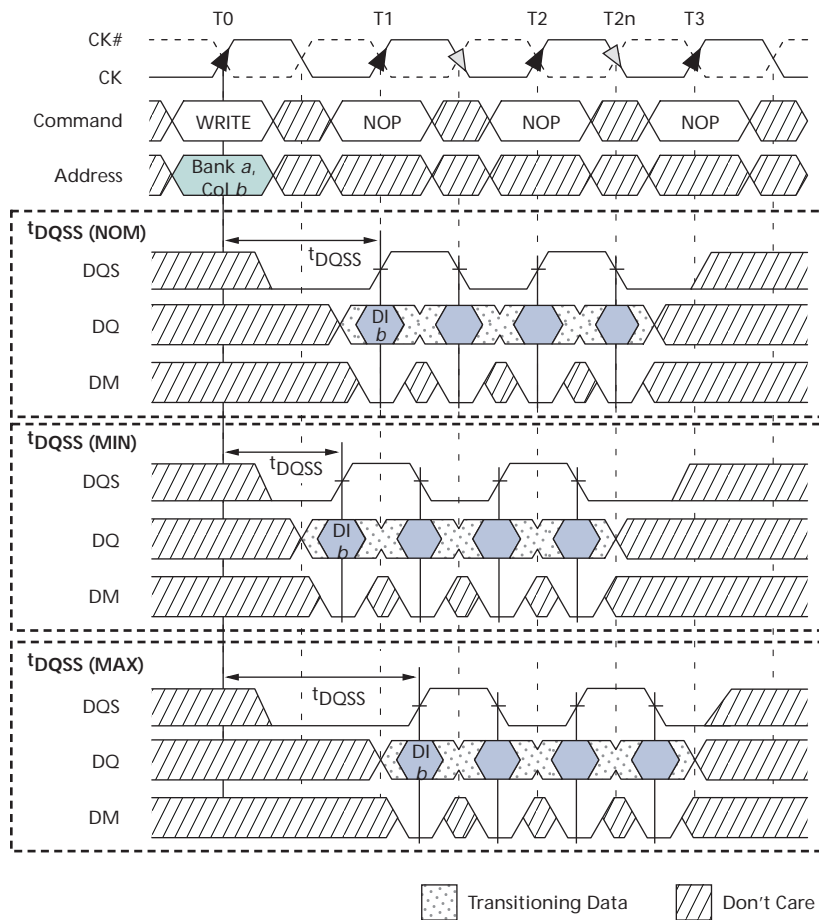 T0 T1 T2 T2n T3
CK#
CK
Command WRITE NOP NOP NOP
Address Bank a,
Col b
tDQSS (NOM)
tDQSS
DQS
DQ DI
b
DM
tDQSS (MIN)
tDQSS
DQS
DQ DI
b
DM
tDQSS (MAX)
tDQSS
DQS
DQ DI
b
DM
Transitioning Data Don't Care